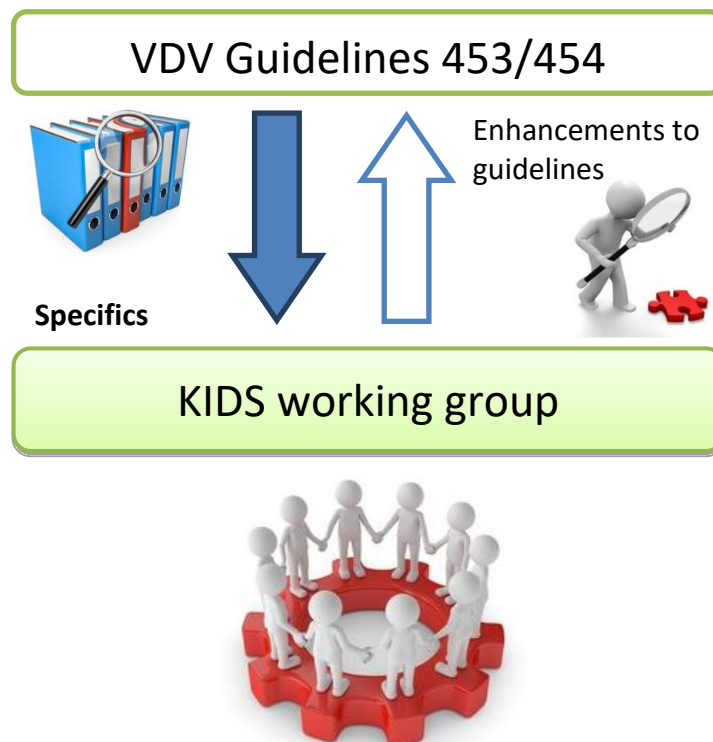 VDV Guidelines 453/454
Enhancements to
guidelines
Specifics
KIDS working group